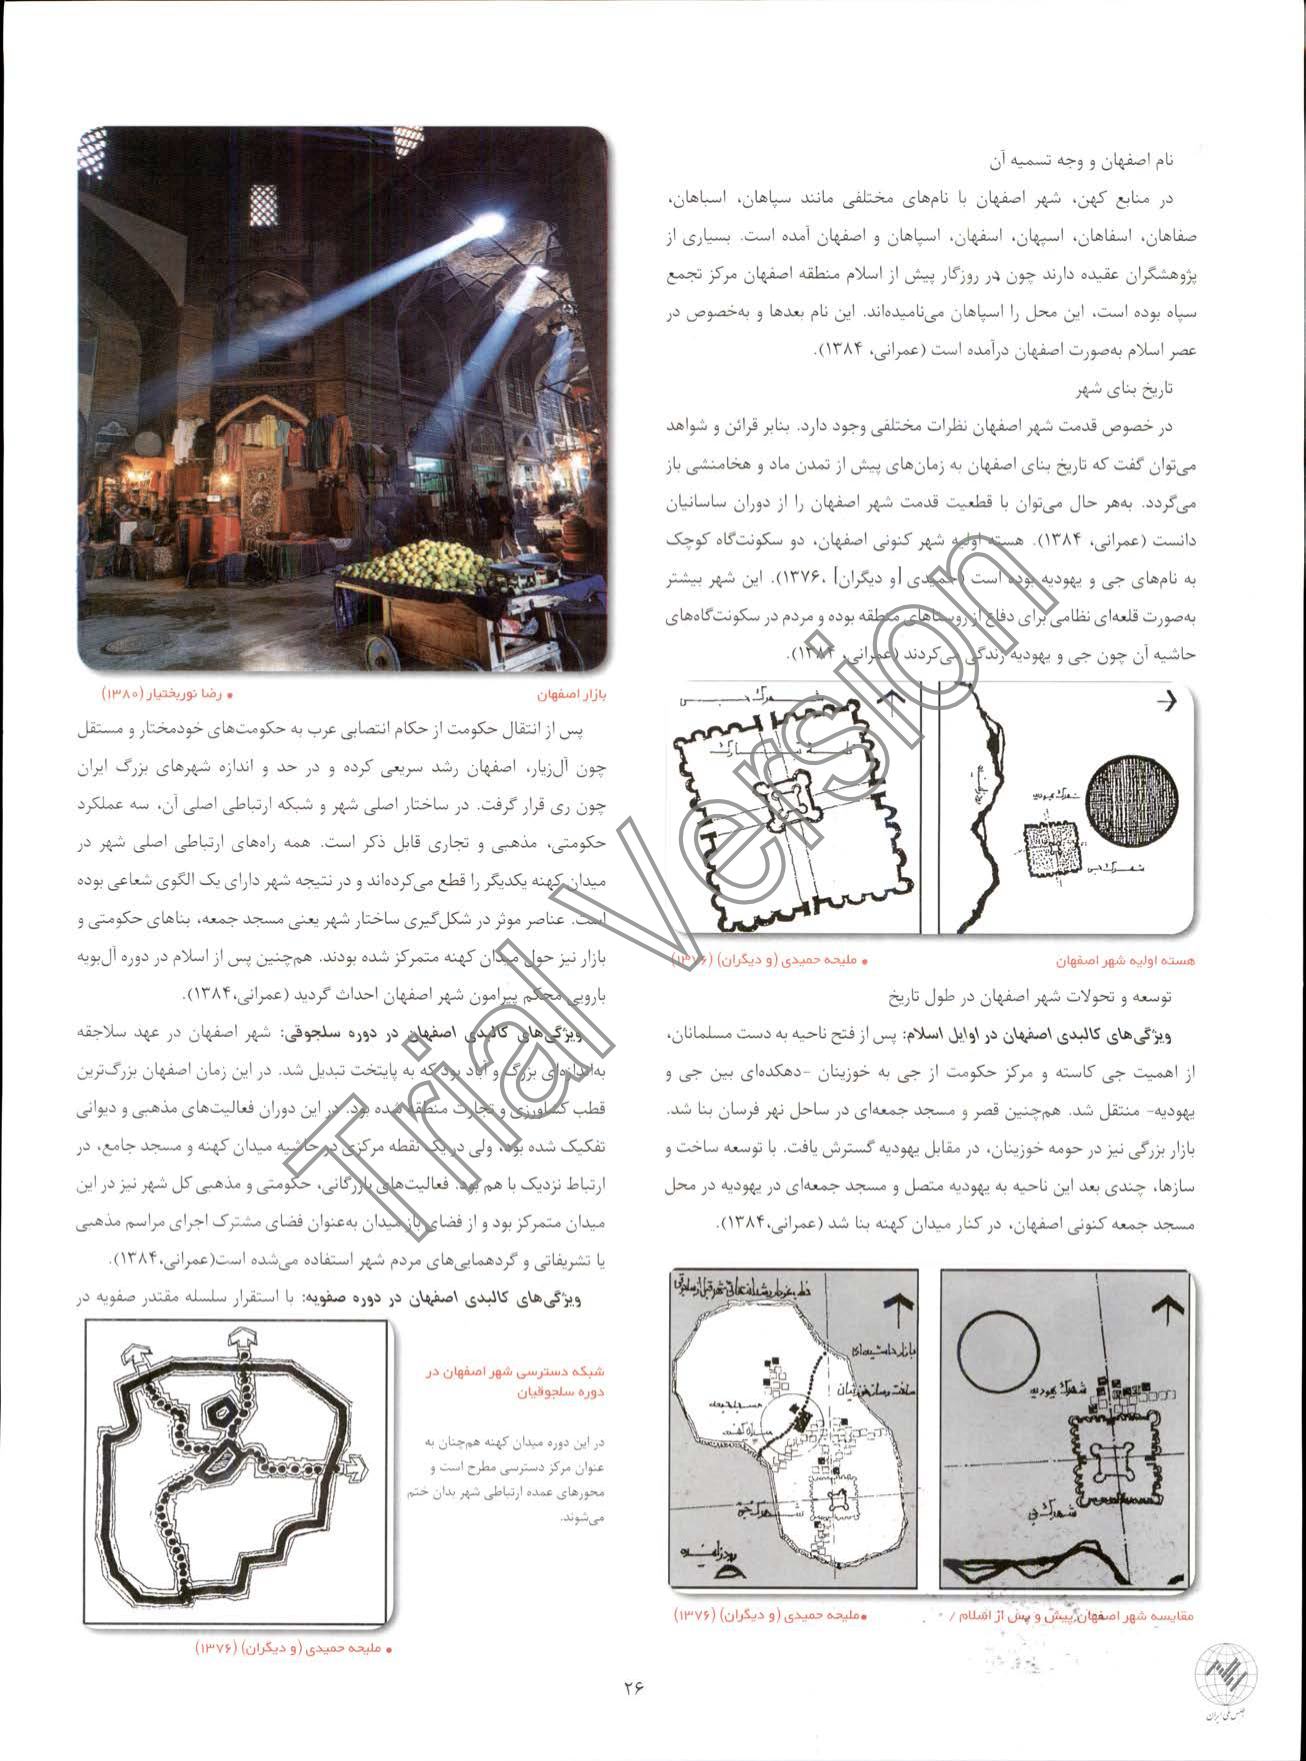 نام اصفهان و وجه تسمیه آن
در منابع کهن، شهر اصفهان با نام‌های مختلفی مانند سپاهان، اسباهان،
صفاهان، اسفاهان، اسپهان، اسفهان، اسپاهان و اصفهان آمده است. بسیاری از
پژوهشگران عقیده دارند چون در روزگار پیش از اسلام منطقه اصفهان مرکز تجمع
سپاه بوده است، این محل را اسپاهان می‌نامیده‌اند. این نام بعدها و به‌خصوص در
عصر اسلام به‌صورت اصفهان درآمده است (عمرانی، ۱۳۸۴).
تاریخ بنای شهر
در خصوص قدمت شهر اصفهان نظرات مختلفی وجود دارد. بنابر قرائن و شواهد
می‌توان گفت که تاریخ بنای اصفهان به زمان‌های پیش از تمدن ماد و هخامنشی باز
می‌گردد. به‌هر حال می‌توان با قطعیت قدمت شهر اصفهان را از دوران ساسانیان
دانست (عمرانی، ۱۳۸۴). هسته اولیه شهر کنونی اصفهان، دو سکونت‌گاه کوچک
به نام‌های جی و یهودیه بوده است (حمیدی [و دیگران] ،۱۳۷۶). این شهر بیشتر
به‌صورت قلعه‌ای نظامی برای دفاع از روستاهای منطقه بوده و مردم در سکونت‌گاه‌های
حاشیه آن چون جی و یهودیه زندگی می‌کردند (عمرانی، ۱۳۸۴).
هسته اولیه شهر اصفهان
• ملیحه حمیدی (و دیگران) (۱۳۷۶)
توسعه و تحولات شهر اصفهان در طول تاریخ
ویژگی‌های کالبدی اصفهان در اوایل اسلام: پس از فتح ناحیه به دست مسلمانان،
از اهمیت جی کاسته و مرکز حکومت از جی به خوزینان -دهکده‌ای بین جی و
یهودیه- منتقل شد. هم‌چنین قصر و مسجد جمعه‌ای در ساحل نهر فرسان بنا شد.
بازار بزرگی نیز در حومه خوزینان، در مقابل یهودیه گسترش یافت. با توسعه ساخت و
سازها، چندی بعد این ناحیه به یهودیه متصل و مسجد جمعه‌ای در یهودیه در محل
مسجد جمعه کنونی اصفهان، در کنار میدان کهنه بنا شد (عمرانی،۱۳۸۴).
شهرک یهودیه
مقایسه شهر اصفهان پیش و پس از اسلام /
•ملیحه حمیدی (و دیگران) (۱۳۷۶)
بازار اصفهان
• رضا نوربختیار (۱۳۸۰)
پس از انتقال حکومت از حکام انتصابی عرب به حکومت‌های خودمختار و مستقل
چون آل‌زیار، اصفهان رشد سریعی کرده و در حد و اندازه شهرهای بزرگ ایران
چون ری قرار گرفت. در ساختار اصلی شهر و شبکه ارتباطی اصلی آن، سه عملکرد
حکومتی، مذهبی و تجاری قابل ذکر است. همه راه‌های ارتباطی اصلی شهر در
میدان کهنه یکدیگر را قطع می‌کرده‌اند و در نتیجه شهر دارای یک الگوی شعاعی بوده
است. عناصر موثر در شکل‌گیری ساختار شهر یعنی مسجد جمعه، بناهای حکومتی و
بازار نیز حول میدان کهنه متمرکز شده بودند. هم‌چنین پس از اسلام در دوره آل‌بویه
بارویی محکم پیرامون شهر اصفهان احداث گردید (عمرانی،۱۳۸۴).
ویژگی‌های کالبدی اصفهان در دوره سلجوقی: شهر اصفهان در عهد سلاجقه
به‌اندازه‌ای بزرگ و آباد بود که به پایتخت تبدیل شد. در این زمان اصفهان بزرگ‌ترین
قطب کشاورزی و تجارت منطقه شده بود. در این دوران فعالیت‌های مذهبی و دیوانی
تفکیک شده بود، ولی در یک نقطه مرکزی در حاشیه میدان کهنه و مسجد جامع، در
ارتباط نزدیک با هم بود. فعالیت‌های بازرگانی، حکومتی و مذهبی کل شهر نیز در این
میدان متمرکز بود و از فضای باز میدان به‌عنوان فضای مشترک اجرای مراسم مذهبی
یا تشریفاتی و گردهمایی‌های مردم شهر استفاده می‌شده است(عمرانی،۱۳۸۴).
ویژگی‌های کالبدی اصفهان در دوره صفویه: با استقرار سلسله مقتدر صفویه در
شبکه دسترسی شهر اصفهان در
دوره سلجوقیان
در این دوره میدان کهنه هم‌چنان به
عنوان مرکز دسترسی مطرح است و
محورهای عمده ارتباطی شهر بدان ختم
می‌شوند.
• ملیحه حمیدی (و دیگران) (۱۳۷۶)
۲۶
Trial Version